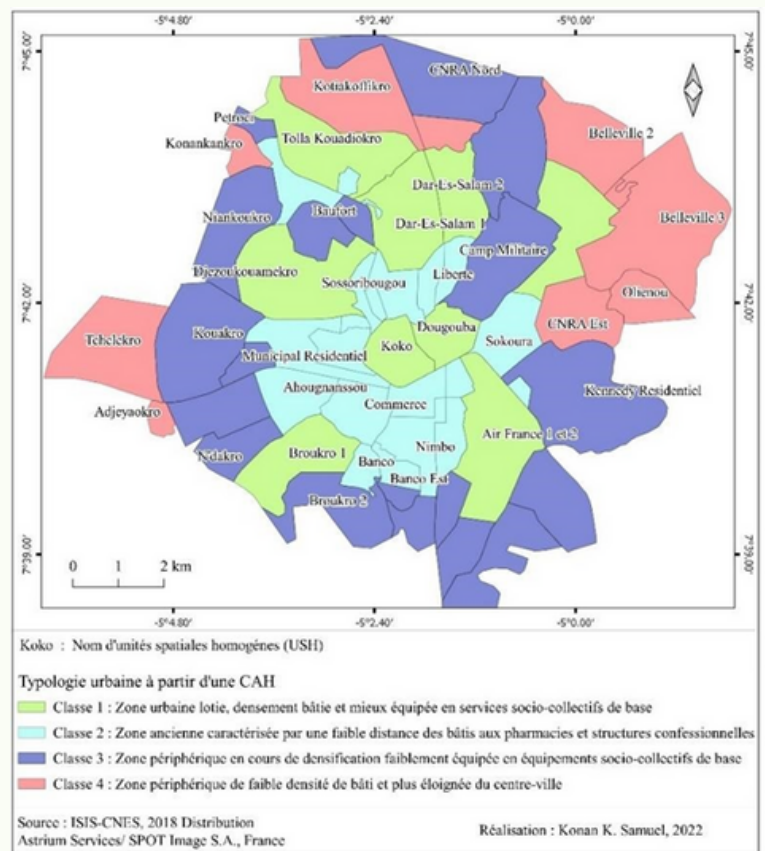 -5°4.80' -5°2.40' -5°0.00'
7°45.00' 7°45.00'
CNRA Nord
Kotiakoffikro
Petroci
Belleville 2
Konankankro
Tolla Kouadiokro
Dar-Es-Salam 2
Niankoukro
Baufort
Dar-Es-Salam 1
Belleville 3
Camp Militaire
Djezoukouamekro
Liberte
Sossoribougou
Olienou
7°42.00' 7°42.00'
CNRA Est
Dougouba
Kouakro
Tchelekro
Koko
Sokoura
Municipal Residentiel
Ahougnanssou
Kennedy Residentiel
Commerce
Adjeyaokro
Air France 1 et 2
Nimbo
Broukro 1
Ndakro
Banco
Banco Est
Broukro 2
7°39.00' 7°39.00'
0 1 2 km
-5°4.80' -5°2.40' -5°0.00'
Koko : Nom d'unités spatiales homogènes (USH)
Typologie urbaine à partir d'une CAH
Classe 1 : Zone urbaine lotie, densement bâtie et mieux équipée en services socio-collectifs de base
Classe 2 : Zone ancienne caractérisée par une faible distance des bâtis aux pharmacies et structures confessionnelles
Classe 3 : Zone périphérique en cours de densification faiblement équipée en équipements socio-collectifs de base
Classe 4 : Zone périphérique de faible densité de bâti et plus éloignée du centre-ville
Source : ISIS-CNES, 2018 Distribution
Astrium Services/ SPOT Image S.A., France
Réalisation : Konan K. Samuel, 2022